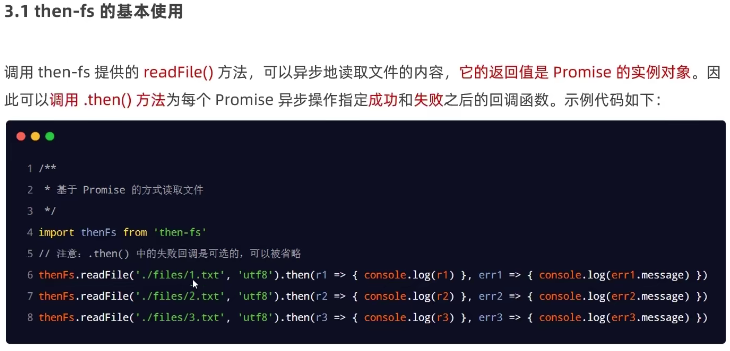 3.1 then-fs 的基本使用
调用 then-fs 提供的 readFile() 方法，可以异步地读取文件的内容，它的返回值是 Promise 的实例对象。因
此可以调用 .then() 方法为每个 Promise 异步操作指定成功和失败之后的回调函数。示例代码如下：
1 /**
2  * 基于 Promise 的方式读取文件
3  */
4 import thenFs from 'then-fs'
5 // 注意：.then() 中的失败回调是可选的，可以被省略
6 thenFs.readFile('./files/1.txt', 'utf8').then(r1 => { console.log(r1) }, err1 => { console.log(err1.message) })
7 thenFs.readFile('./files/2.txt', 'utf8').then(r2 => { console.log(r2) }, err2 => { console.log(err2.message) })
8 thenFs.readFile('./files/3.txt', 'utf8').then(r3 => { console.log(r3) }, err3 => { console.log(err3.message) })